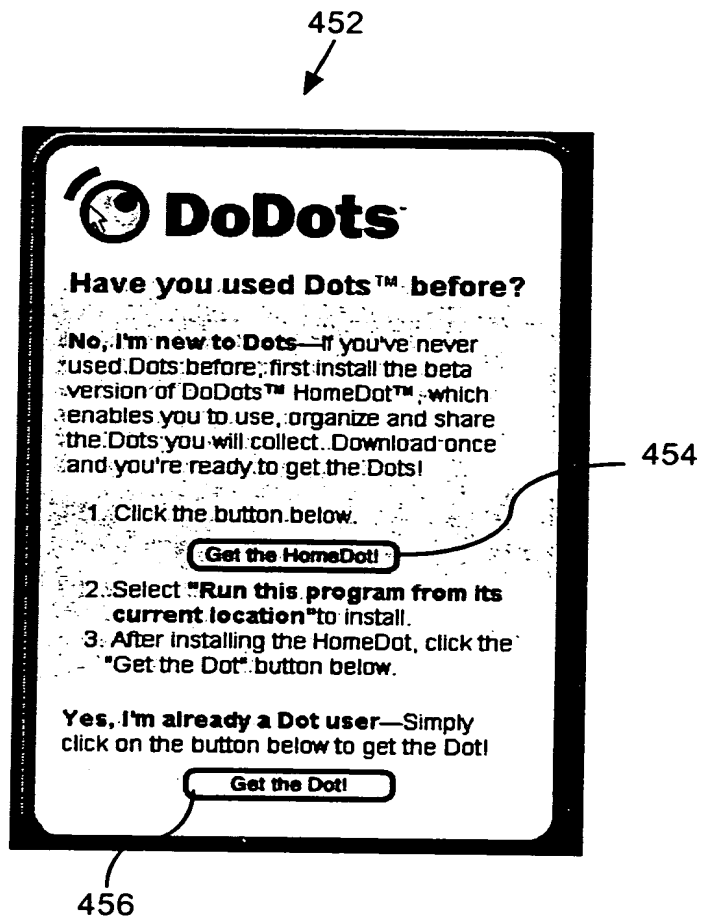 452
DoDots™
Have you used Dots™ before?
No, I'm new to Dots—If you've never
used Dots before, first install the beta
version of DoDots™ HomeDot™, which
enables you to use, organize and share
the Dots you will collect. Download once
and you're ready to get the Dots!
454
1. Click the button below.
Get the HomeDot!
2. Select "Run this program from its
current location"to install.
3. After installing the HomeDot, click the
"Get the Dot" button below.
Yes, I'm already a Dot user—Simply
click on the button below to get the Dot!
Get the Dot!
456